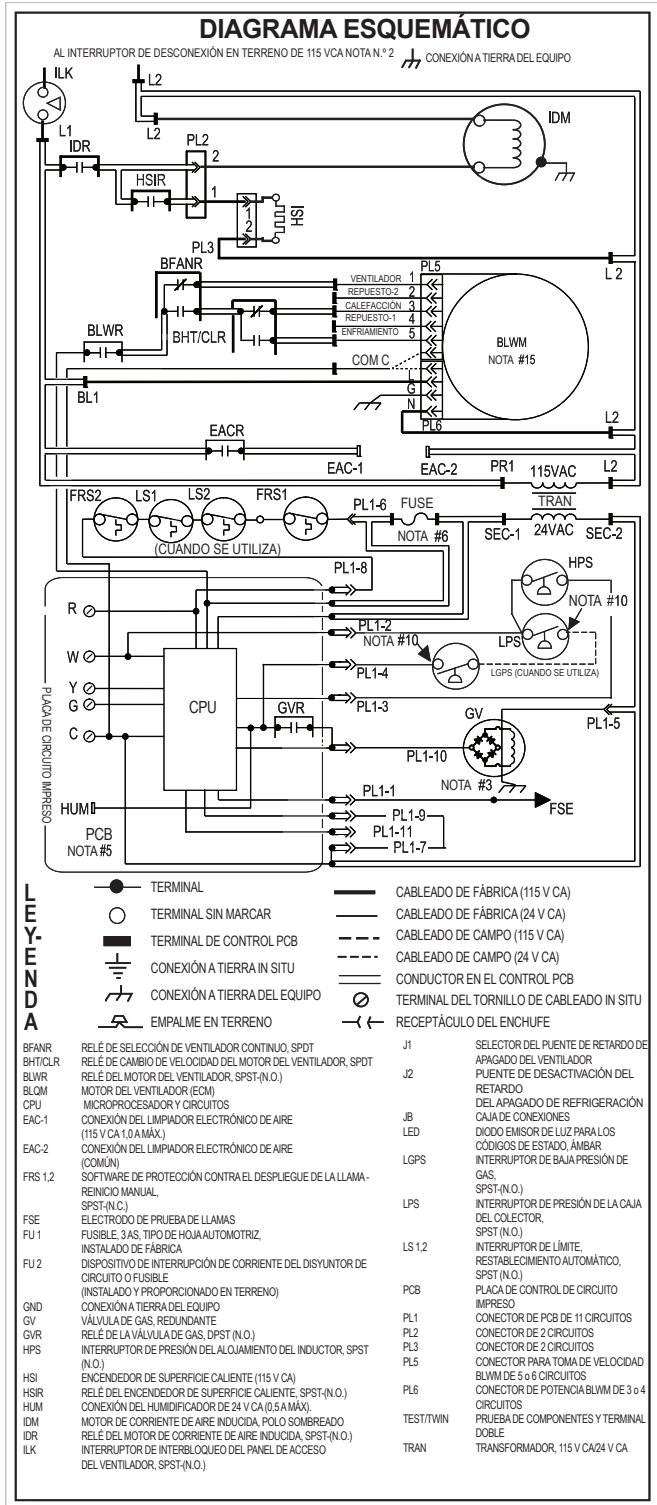 DIAGRAMA ESQUEMÁTICO
AL INTERRUPTOR DE DESCONEXIÓN EN TERRENO DE 115 VCA NOTA N.º 2
CONEXIÓN A TIERRA DEL EQUIPO
ILK
L2
L2
IDM
L1
IDR
PL2
2
HSIR
1
1
2
HSI
PL3
L 2
BFANR
PL5
VENTILADOR 1
REPUESTO-2 2
CALEFACCIÓN 3
REPUESTO-1 4
ENFRIAMIENTO 5
BLWR
BHT/CLR
BLWM
NOTA #15
COM C
L
G
N
BL1
PL6
L2
EACR
EAC-1
EAC-2
PR1
115VAC
L2
FRS2
LS1
LS2
FRS1
PL1-6
FUSE
NOTA #6
TRAN
SEC-1
24VAC
SEC-2
(CUANDO SE UTILIZA)
PL1-8
HPS
NOTA #10
R
PL1-2
NOTA #10
LPS
W
PL1-4
LGPS (CUANDO SE UTILIZA)
Y
G
CPU
PL1-3
C
GVR
GV
PL1-5
PLACA DE CIRCUITO IMPRESO
PL1-10
NOTA #3
HUM
PL1-1
FSE
PL1-9
PCB
NOTA #5
PL1-11
PL1-7
LEY-ENDA
TERMINAL
TERMINAL SIN MARCAR
TERMINAL DE CONTROL PCB
CONEXIÓN A TIERRA IN SITU
CONEXIÓN A TIERRA DEL EQUIPO
EMPALME EN TERRENO
CABLEADO DE FÁBRICA (115 V CA)
CABLEADO DE FÁBRICA (24 V CA)
CABLEADO DE CAMPO (115 V CA)
CABLEADO DE CAMPO (24 V CA)
CONDUCTOR EN EL CONTROL PCB
TERMINAL DEL TORNILLO DE CABLEADO IN SITU
RECEPTÁCULO DEL ENCHUFE
BFANR RELÉ DE SELECCIÓN DE VENTILADOR CONTINUO, SPDT
BHT/CLR RELÉ DE CAMBIO DE VELOCIDAD DEL MOTOR DEL VENTILADOR, SPDT
BLWR RELÉ DEL MOTOR DEL VENTILADOR, SPST-(N.O.)
BLQM MOTOR DEL VENTILADOR (ECM)
CPU MICROPROCESADOR Y CIRCUITOS
EAC-1 CONEXIÓN DEL LIMPIADOR ELECTRÓNICO DE AIRE
(115 V CA 1,0 A MÁX.)
EAC-2 CONEXIÓN DEL LIMPIADOR ELECTRÓNICO DE AIRE
(COMÚN)
FRS 1,2 SOFTWARE DE PROTECCIÓN CONTRA EL DESPLIEGUE DE LA LLAMA -
REINICIO MANUAL,
SPST-(N.C.)
FSE ELECTRODO DE PRUEBA DE LLAMAS
FU 1 FUSIBLE, 3 AS, TIPO DE HOJA AUTOMOTRIZ,
INSTALADO DE FÁBRICA
FU 2 DISPOSITIVO DE INTERRUPCIÓN DE CORRIENTE DEL DISYUNTOR DE
CIRCUITO O FUSIBLE
(INSTALADO Y PROPORCIONADO EN TERRENO)
GND CONEXIÓN A TIERRA DEL EQUIPO
GV VÁLVULA DE GAS, REDUNDANTE
GVR RELÉ DE LA VÁLVULA DE GAS, DPST (N.O.)
HPS INTERRUPTOR DE PRESIÓN DEL ALOJAMIENTO DEL INDUCTOR, SPST
(N.O.)
HSI ENCENDEDOR DE SUPERFICIE CALIENTE (115 V CA)
HSIR RELÉ DEL ENCENDEDOR DE SUPERFICIE CALIENTE, SPST-(N.O.)
HUM CONEXIÓN DEL HUMIDIFICADOR DE 24 V CA (0,5 A MÁX).
IDM MOTOR DE CORRIENTE DE AIRE INDUCIDA, POLO SOMBREADO
IDR RELÉ DEL MOTOR DE CORRIENTE DE AIRE INDUCIDA, SPST-(N.O.)
ILK INTERRUPTOR DE INTERBLOQUEO DEL PANEL DE ACCESO
DEL VENTILADOR, SPST-(N.O.)
J1 SELECTOR DEL PUENTE DE RETARDO DE
APAGADO DEL VENTILADOR
J2 PUENTE DE DESACTIVACIÓN DEL
RETARDO
DEL APAGADO DE REFRIGERACIÓN
JB CAJA DE CONEXIONES
LED DIODO EMISOR DE LUZ PARA LOS
CÓDIGOS DE ESTADO, ÁMBAR
LGPS INTERRUPTOR DE BAJA PRESIÓN DE
GAS,
SPST-(N.O.)
LPS INTERRUPTOR DE PRESIÓN DE LA CAJA
DEL COLECTOR,
SPST (N.O.)
LS 1,2 INTERRUPTOR DE LÍMITE,
RESTABLECIMIENTO AUTOMÁTICO,
SPST (N.O.)
PCB PLACA DE CONTROL DE CIRCUITO
IMPRESO
PL1 CONECTOR DE PCB DE 11 CIRCUITOS
PL2 CONECTOR DE 2 CIRCUITOS
PL3 CONECTOR DE 2 CIRCUITOS
PL5 CONECTOR PARA TOMA DE VELOCIDAD
BLWM DE 5 o 6 CIRCUITOS
PL6 CONECTOR DE POTENCIA BLWM DE 3 o 4
CIRCUITOS
TEST/TWIN PRUEBA DE COMPONENTES Y TERMINAL
DOBLE
TRAN TRANSFORMADOR, 115 V CA/24 V CA